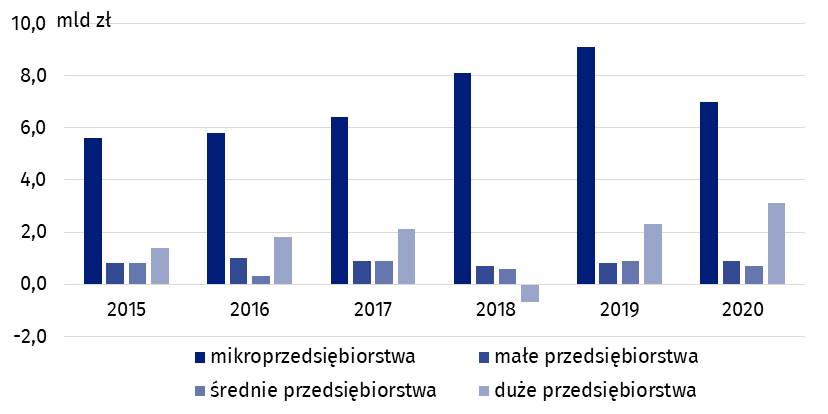 10,0 mld zł
8,0
6,0
4,0
2,0
0,0
2015 2016 2017 2018 2019 2020
-2,0
mikroprzedsiębiorstwa małe przedsiębiorstwa
średnie przedsiębiorstwa duże przedsiębiorstwa